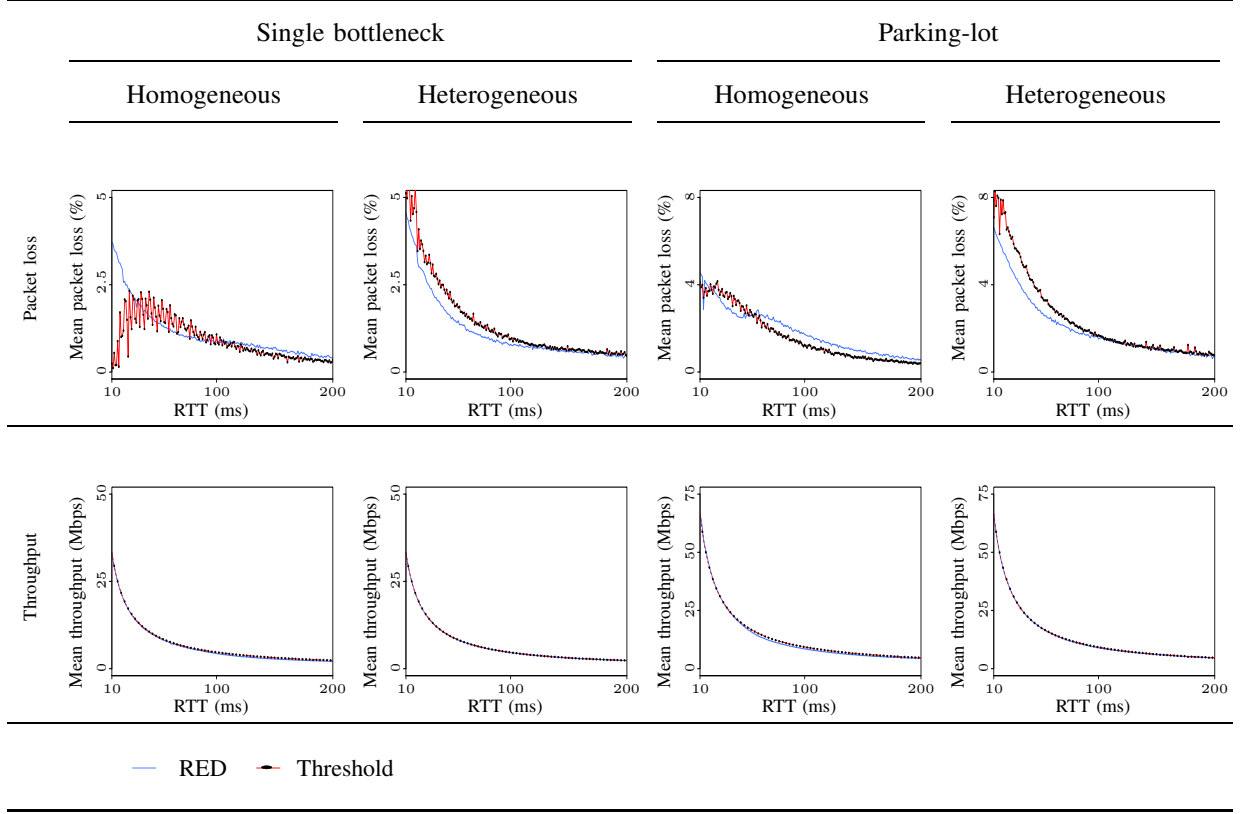 Single bottleneck
Parking-lot
Homogeneous
Heterogeneous
Homogeneous
Heterogeneous
Packet loss
Mean packet loss (%)
0 2.5 5
10 100 200
RTT (ms)
Mean packet loss (%)
0 2.5 5
10 100 200
RTT (ms)
Mean packet loss (%)
0 4 8
10 100 200
RTT (ms)
Mean packet loss (%)
0 4 8
10 100 200
RTT (ms)
Throughput
Mean throughput (Mbps)
0 25 50
10 100 200
RTT (ms)
Mean throughput (Mbps)
0 25 50
10 100 200
RTT (ms)
Mean throughput (Mbps)
0 25 50 75
10 100 200
RTT (ms)
Mean throughput (Mbps)
0 25 50 75
10 100 200
RTT (ms)
RED Threshold